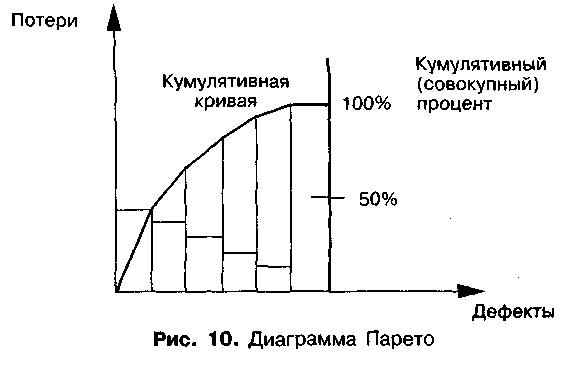 Потери
Кумулятивная
кривая
Кумулятивный
(совокупный)
процент
100%
50%
Дефекты
Рис. 10. Диаграмма Парето